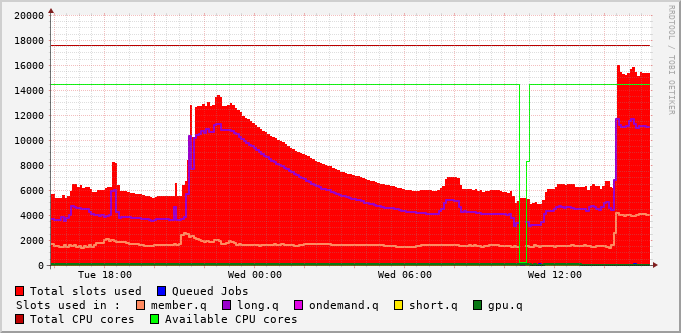 20000
18000
16000
14000
12000
10000
8000
6000
4000
2000
0
Tue 18:00 Wed 00:00 Wed 06:00 Wed 12:00
RRDTOOL / TOBI OETIKER
Total slots used Queued Jobs
Slots used in : member.q long.q ondemand.q short.q gpu.q
Total CPU cores Available CPU cores